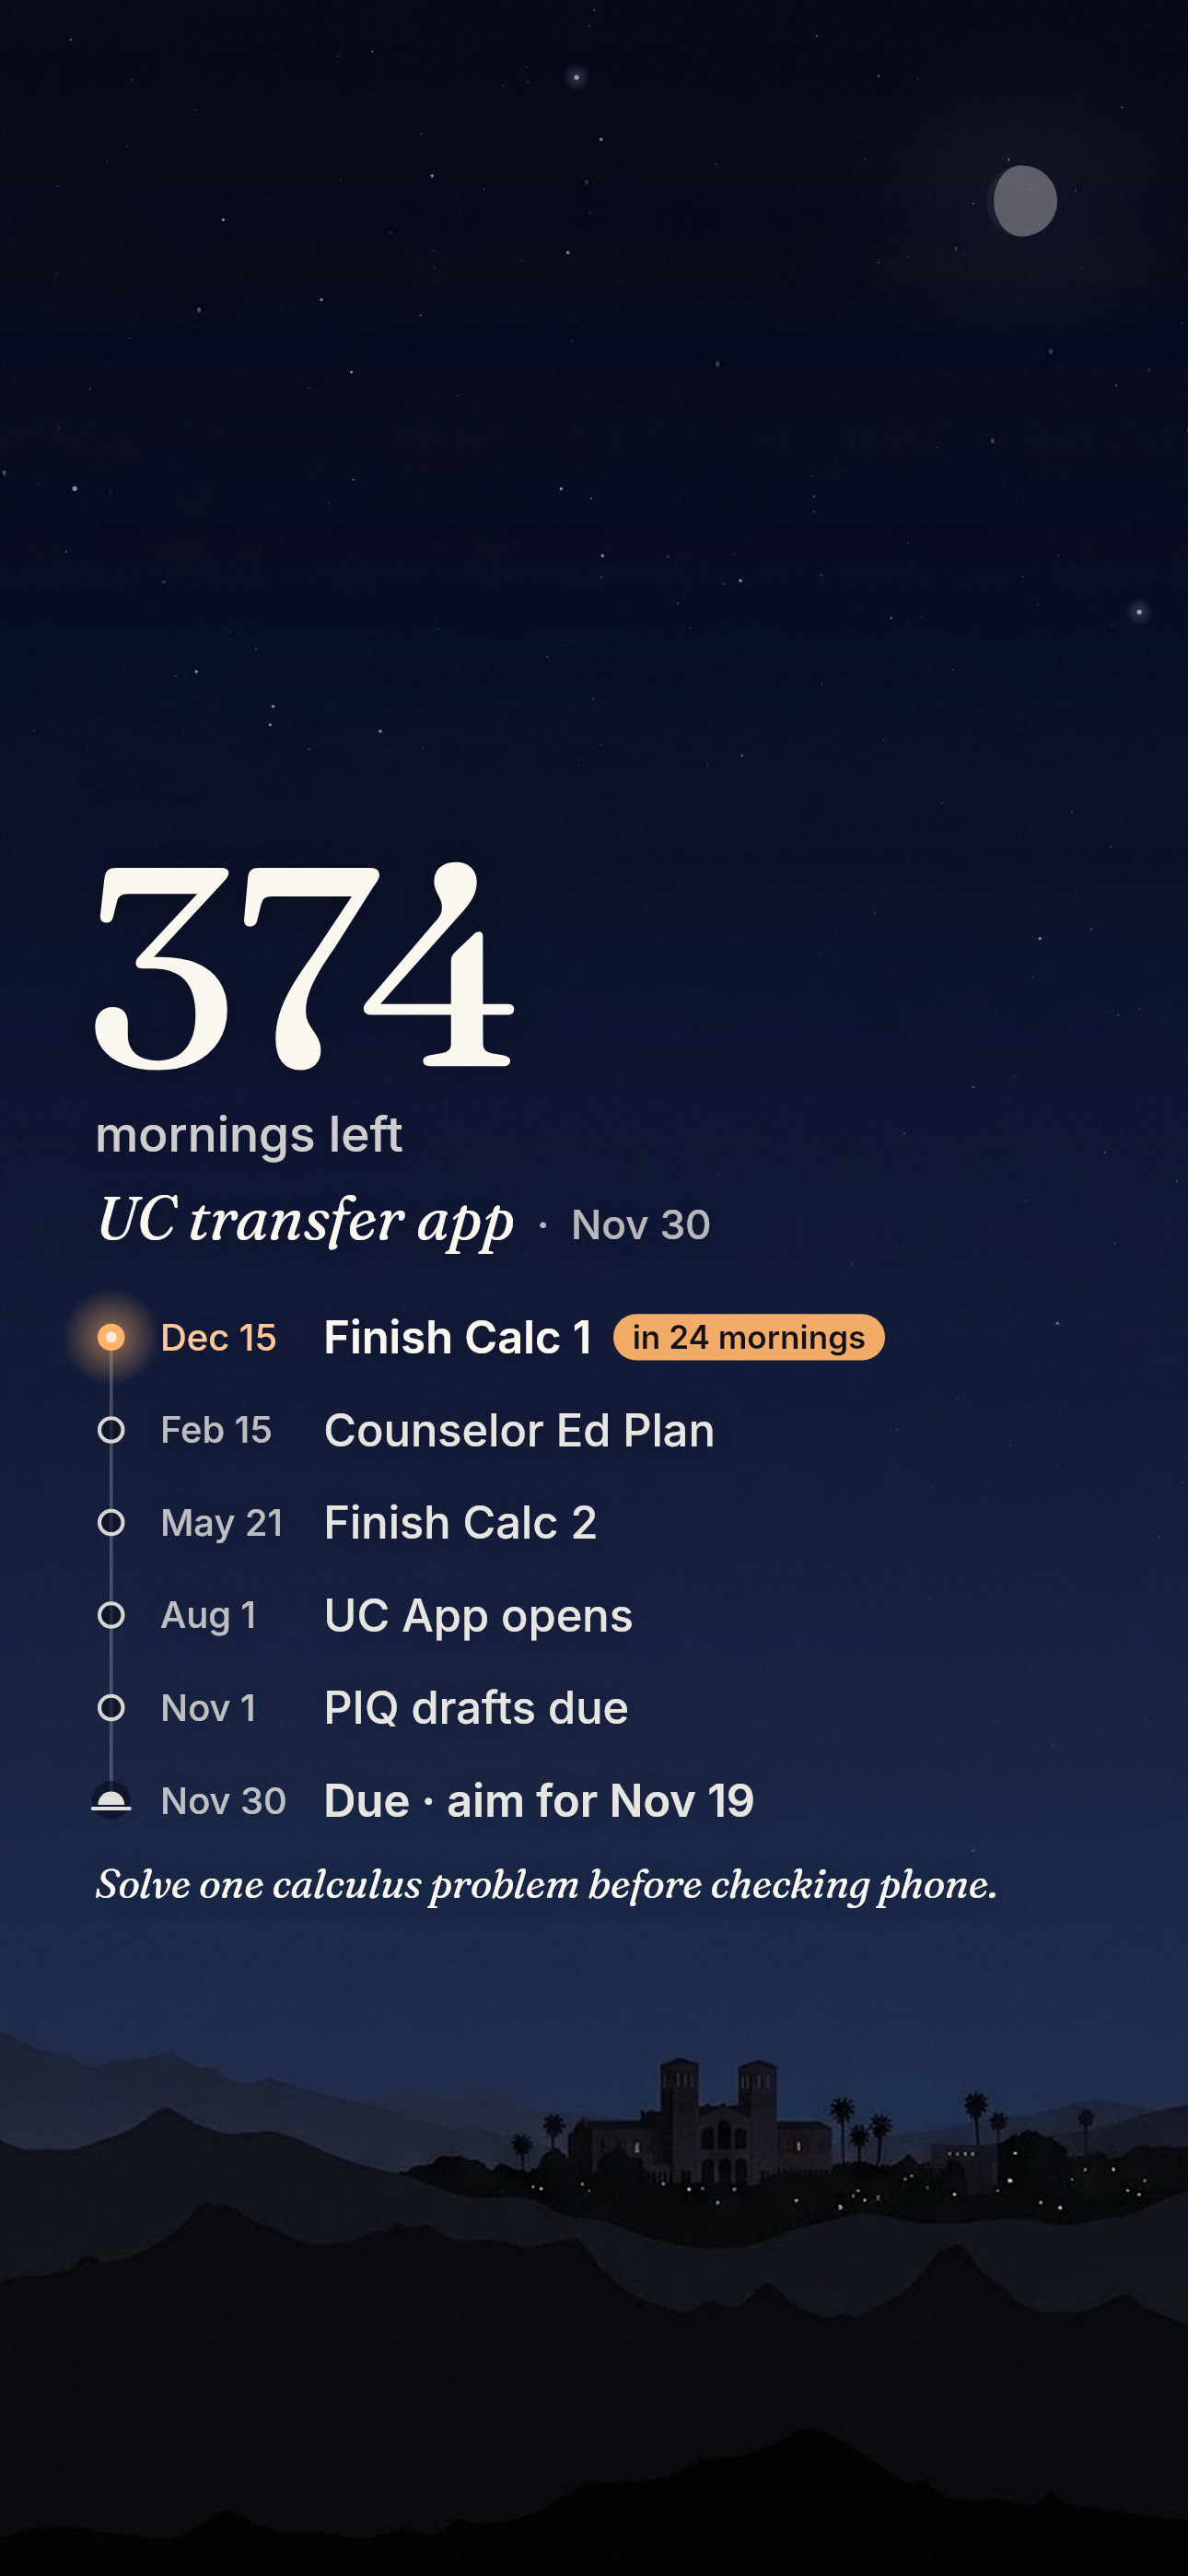 374
mornings left
UC transfer app · Nov 30
Dec 15 Finish Calc 1 in 24 mornings
Feb 15 Counselor Ed Plan
May 21 Finish Calc 2
Aug 1 UC App opens
Nov 1 PIQ drafts due
Nov 30 Due · aim for Nov 19
Solve one calculus problem before checking phone.